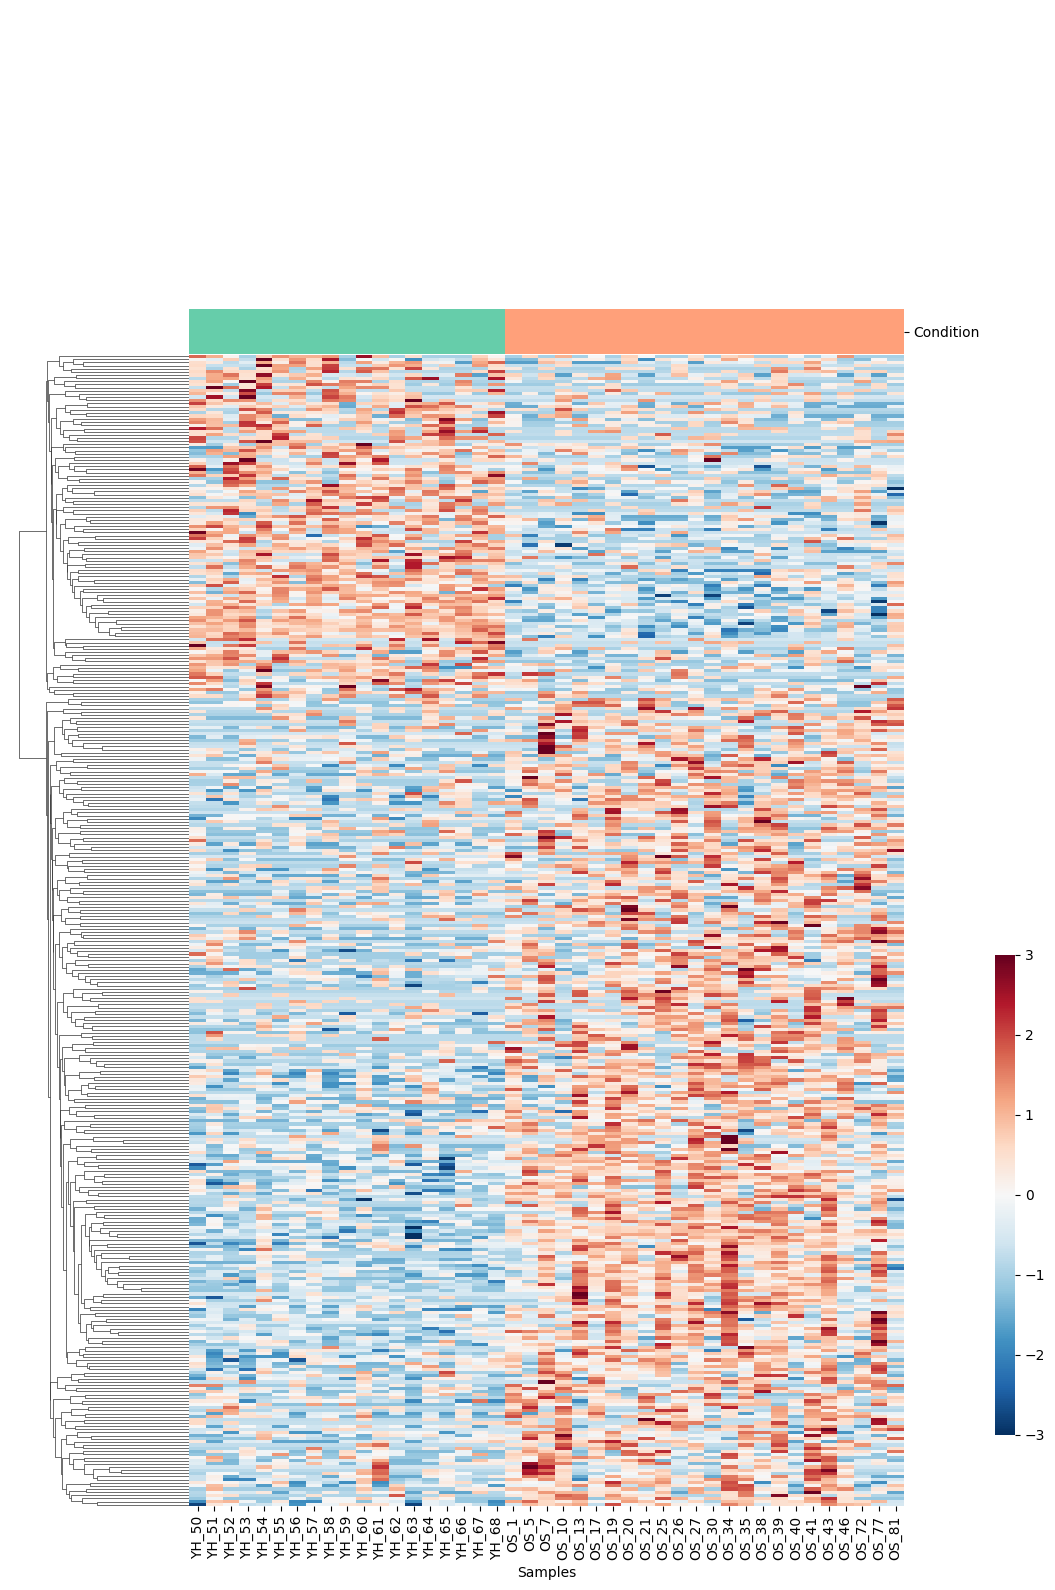 Condition
3
2
1
0
−1
−2
−3
YH_50
YH_51
YH_52
YH_53
YH_54
YH_55
YH_56
YH_57
YH_58
YH_59
YH_60
YH_61
YH_62
YH_63
YH_64
YH_65
YH_66
YH_67
YH_68
OS_1
OS_5
OS_7
OS_10
OS_13
OS_17
OS_19
OS_20
OS_21
OS_25
OS_26
OS_27
OS_30
OS_34
OS_35
OS_38
OS_39
OS_40
OS_41
OS_43
OS_46
OS_72
OS_77
OS_81
Samples